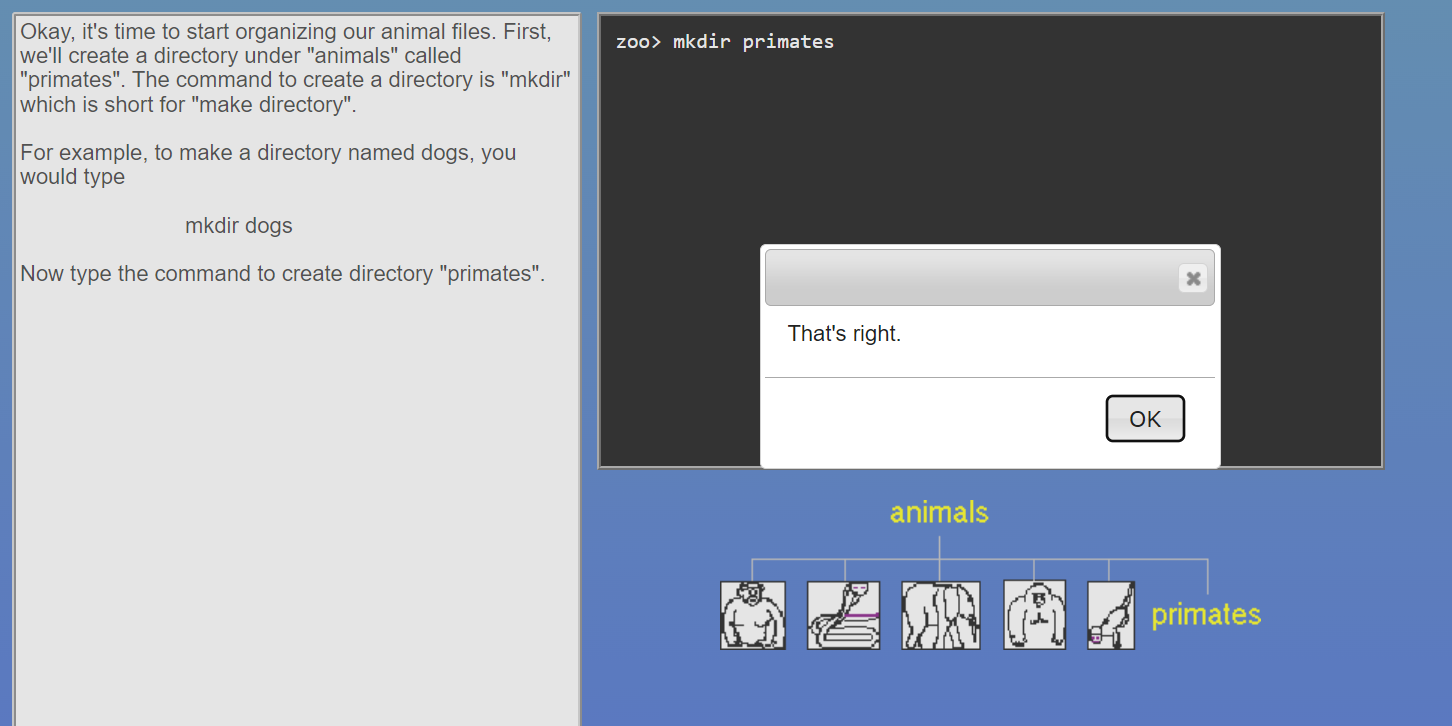 Okay, it's time to start organizing our animal files. First,
we'll create a directory under "animals" called
"primates". The command to create a directory is "mkdir"
which is short for "make directory".
For example, to make a directory named dogs, you
would type
mkdir dogs
Now type the command to create directory "primates".
zoo> mkdir primates
That's right.
OK
animals
primates